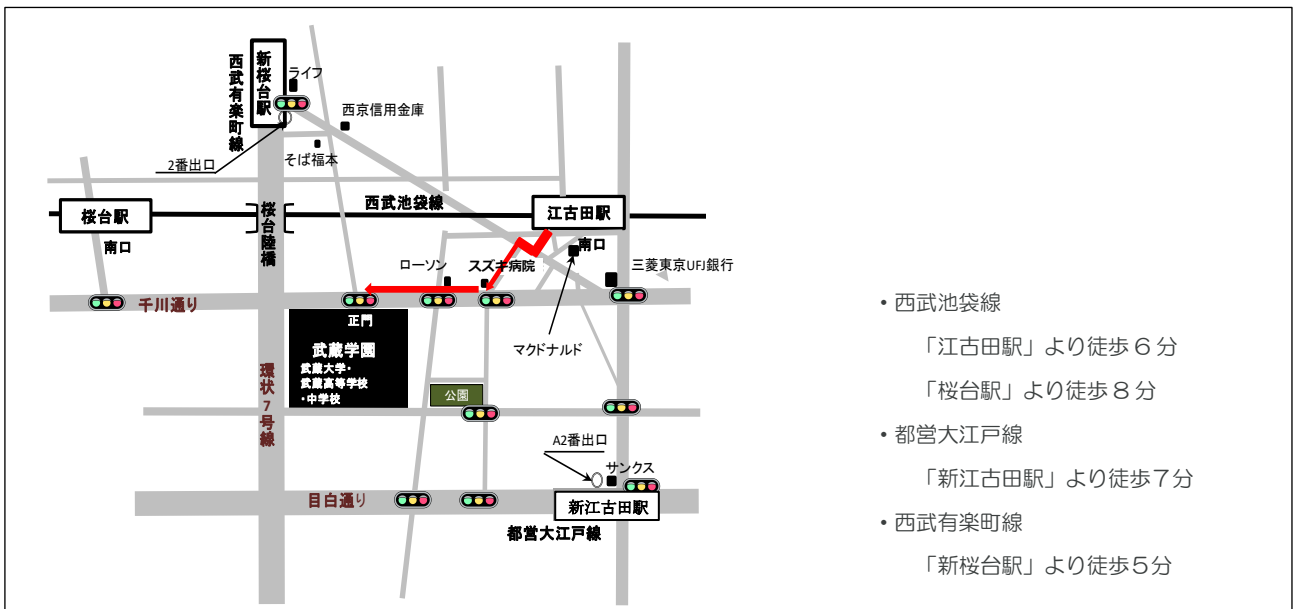 新桜台駅
西武有楽町線
ライフ
西京信用金庫
そば福本
2番出口
西武池袋線
桜台駅
南口
桜台陸橋
江古田駅
南口
ローソン
スズキ病院
三菱東京UFJ銀行
千川通り
マクドナルド
正門
武蔵学園
武蔵大学・
武蔵高等学校
・中学校
公園
環状7号線
A2番出口
サンクス
目白通り
新江古田駅
都営大江戸線
・西武池袋線
「江古田駅」より徒歩6分
「桜台駅」より徒歩8分
・都営大江戸線
「新江古田駅」より徒歩7分
・西武有楽町線
「新桜台駅」より徒歩5分